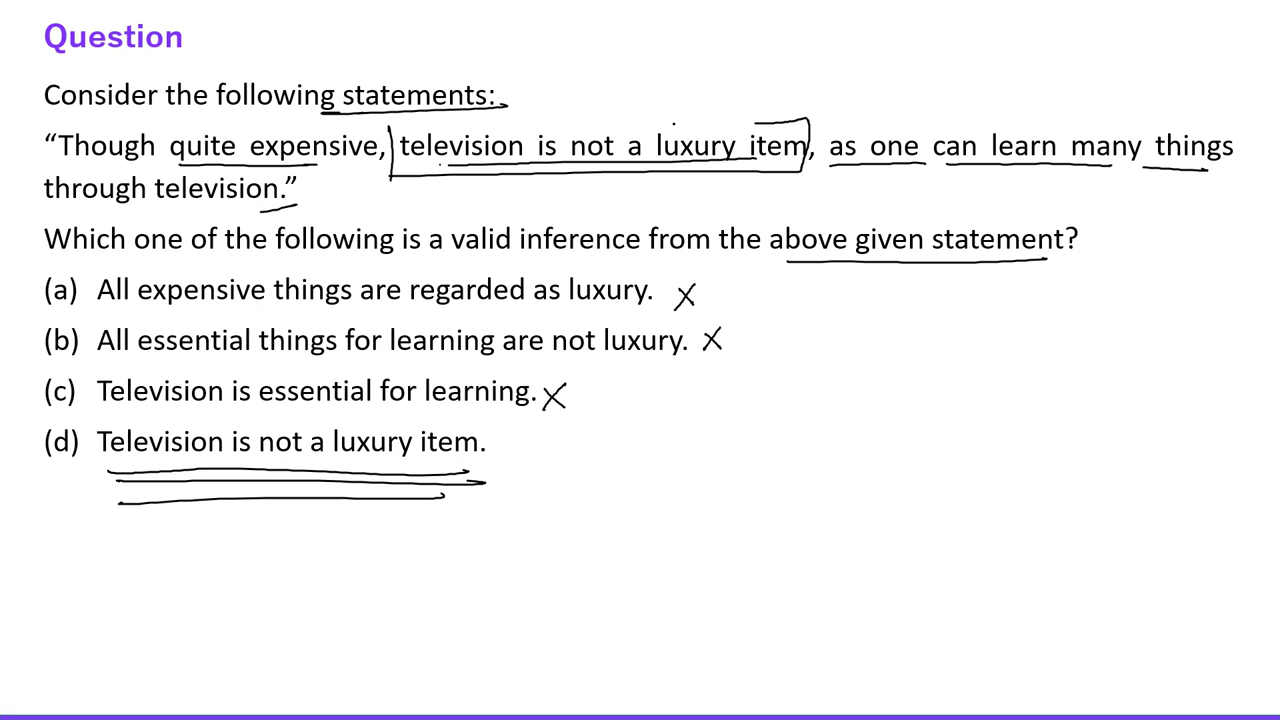 Question
Consider the following statements:
“Though quite expensive, television is not a luxury item, as one can learn many things
through television.”
Which one of the following is a valid inference from the above given statement?
(a) All expensive things are regarded as luxury. X
(b) All essential things for learning are not luxury. X
(c) Television is essential for learning. X
(d) Television is not a luxury item.